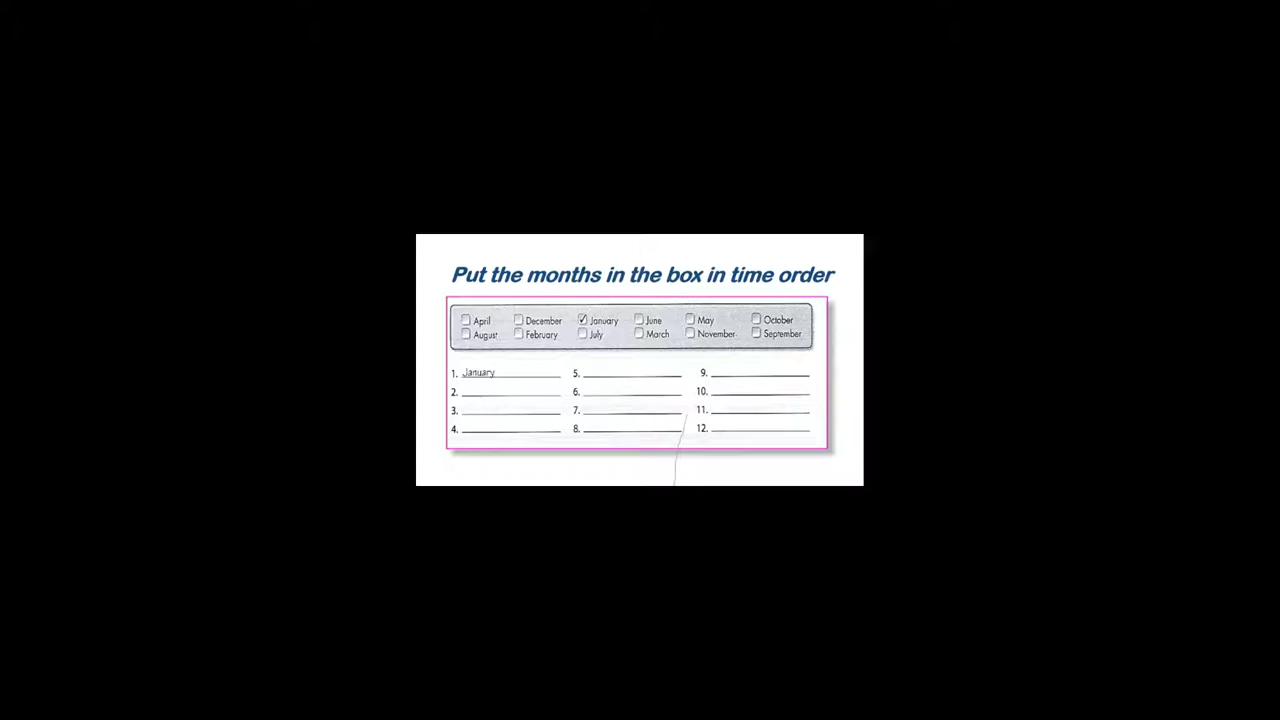 Put the months in the box in time order
April December January June May October
August February July March November September
1. January 5. 9.
2. 6. 10.
3. 7. 11.
4. 8. 12.